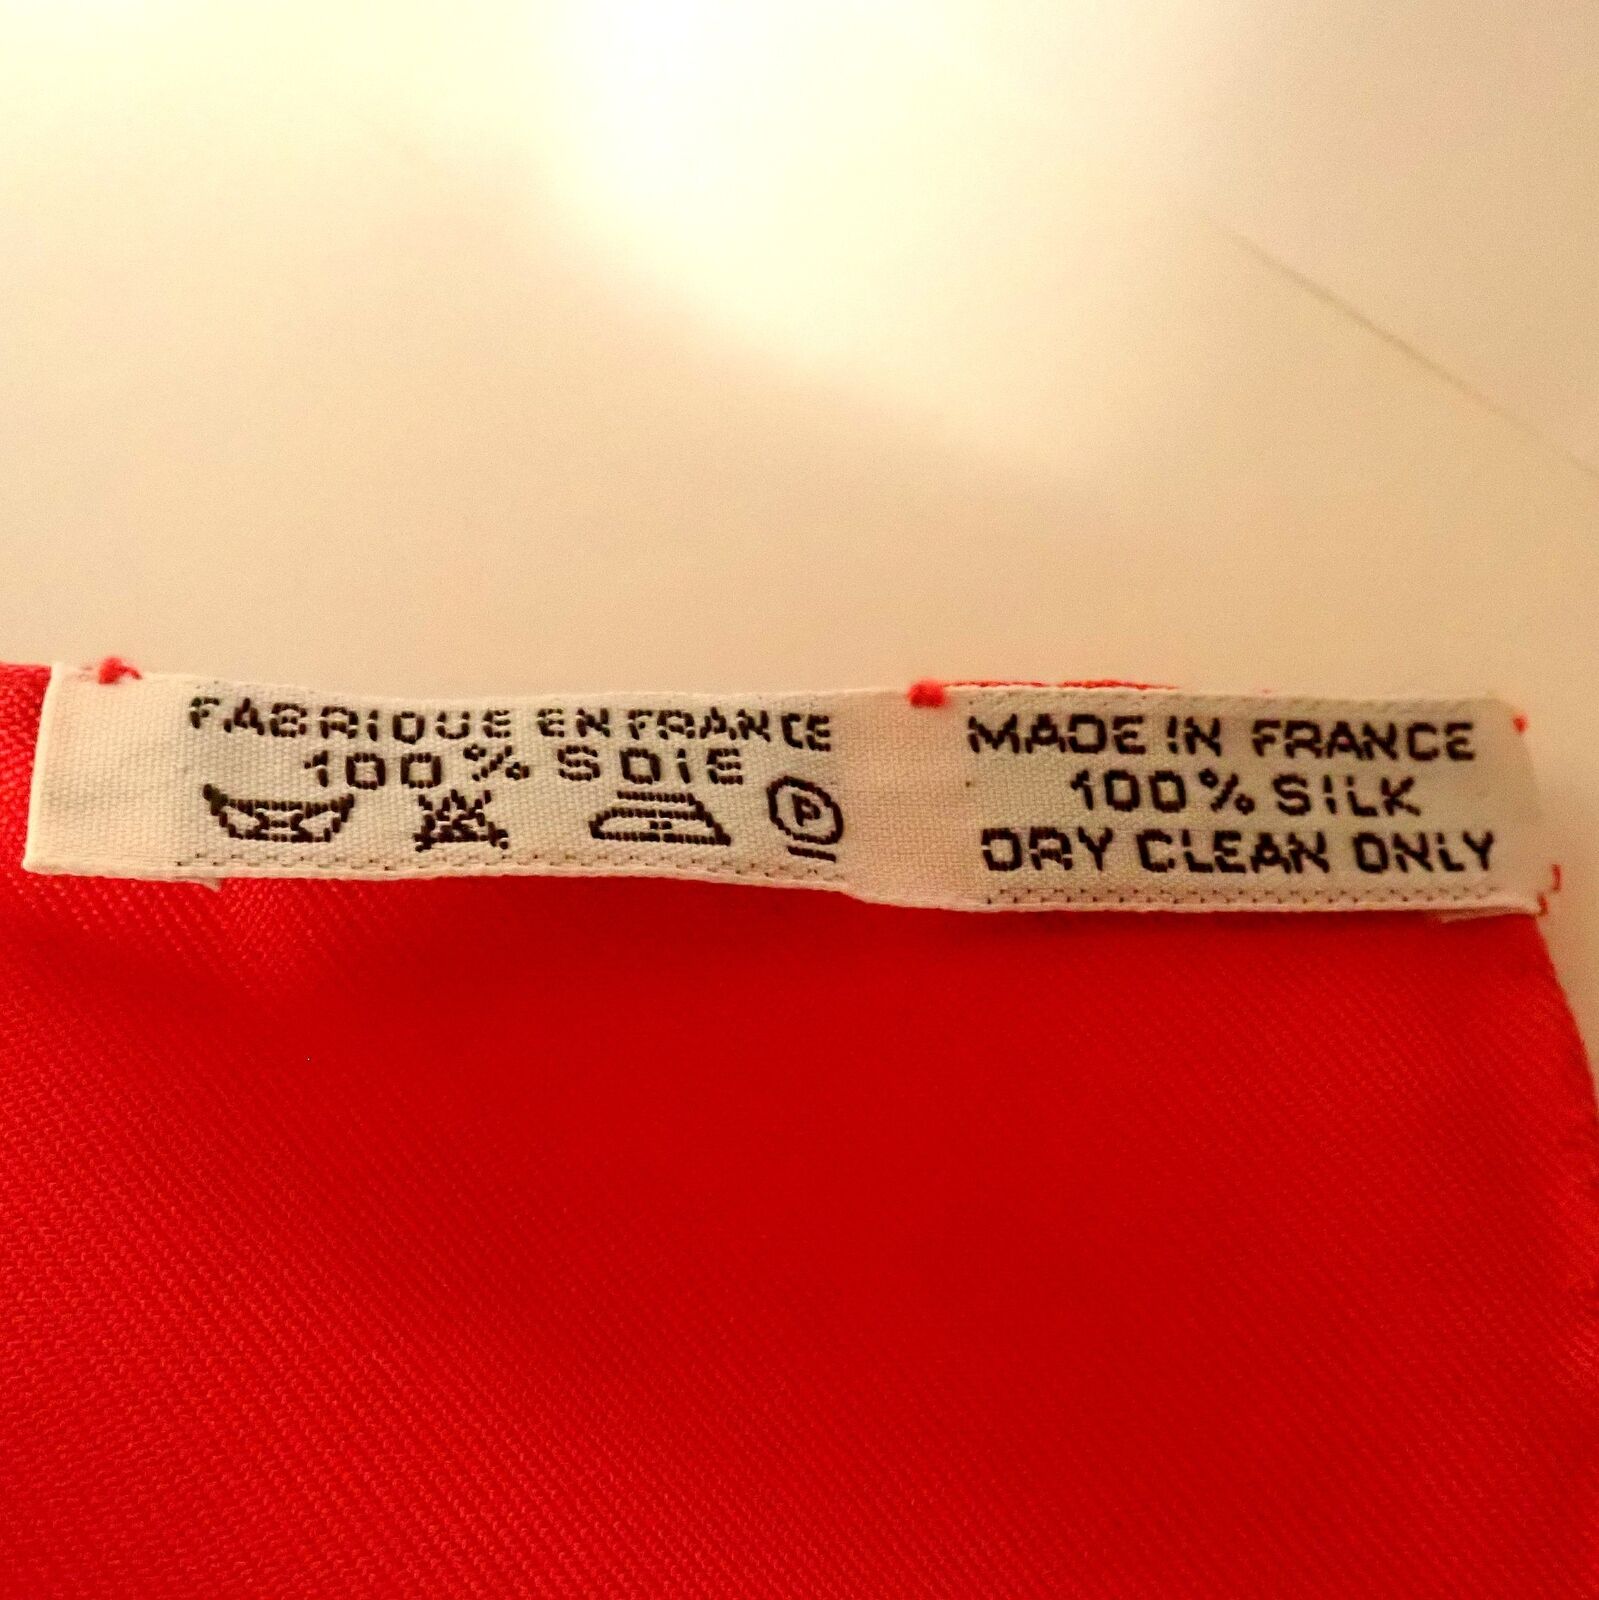 FABRIQUE EN FRANCE
100% SOIE
P
MADE IN FRANCE
100% SILK
DRY CLEAN ONLY